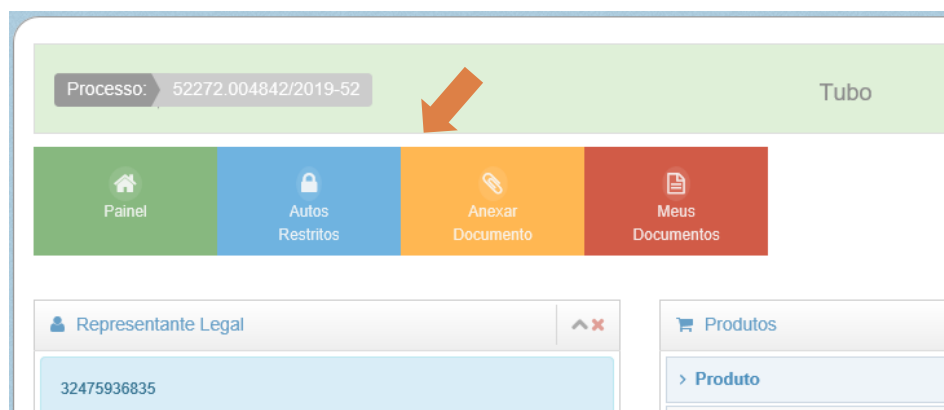 Processo: 52272.004842/2019-52
Tubo
Painel
Autos
Restritos
Anexar
Documento
Meus
Documentos
Representante Legal
Produtos
32475936835
Produto